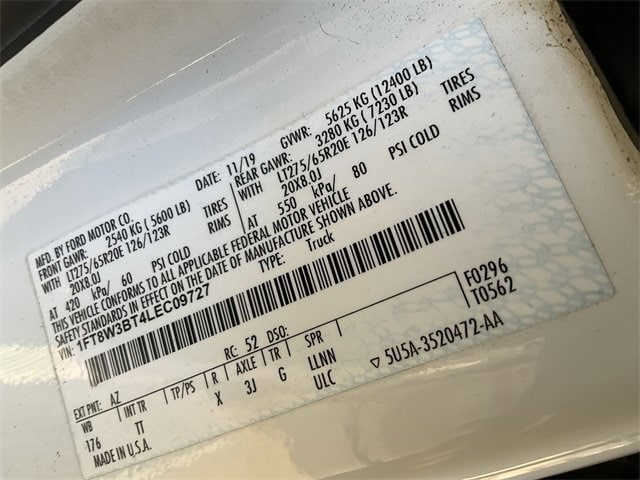 MFD. BY FORD MOTOR CO.
DATE: 11/19
GVWR: 5625 KG (12400 LB)
FRONT GAWR: 2540 KG (5600 LB)
REAR GAWR: 3280 KG (7230 LB)
WITH LT275/65R20E 126/123R TIRES
WITH LT275/65R20E 126/123R TIRES
20X8.0J RIMS
20X8.0J RIMS
AT 420 kPa/ 60 PSI COLD
AT 550 kPa/ 80 PSI COLD
THIS VEHICLE CONFORMS TO ALL APPLICABLE FEDERAL MOTOR VEHICLE
SAFETY STANDARDS IN EFFECT ON THE DATE OF MANUFACTURE SHOWN ABOVE.
VIN: 1FT8W3BT4LEC09727
TYPE: Truck
F0296
T0562
EXT PNT: AZ RC: 52 DSO:
WB INT TR TP/PS R AXLE TR SPR
176 TT X 3J G LLNN
ULC
MADE IN U.S.A.
▽ 5U5A-3520472-AA